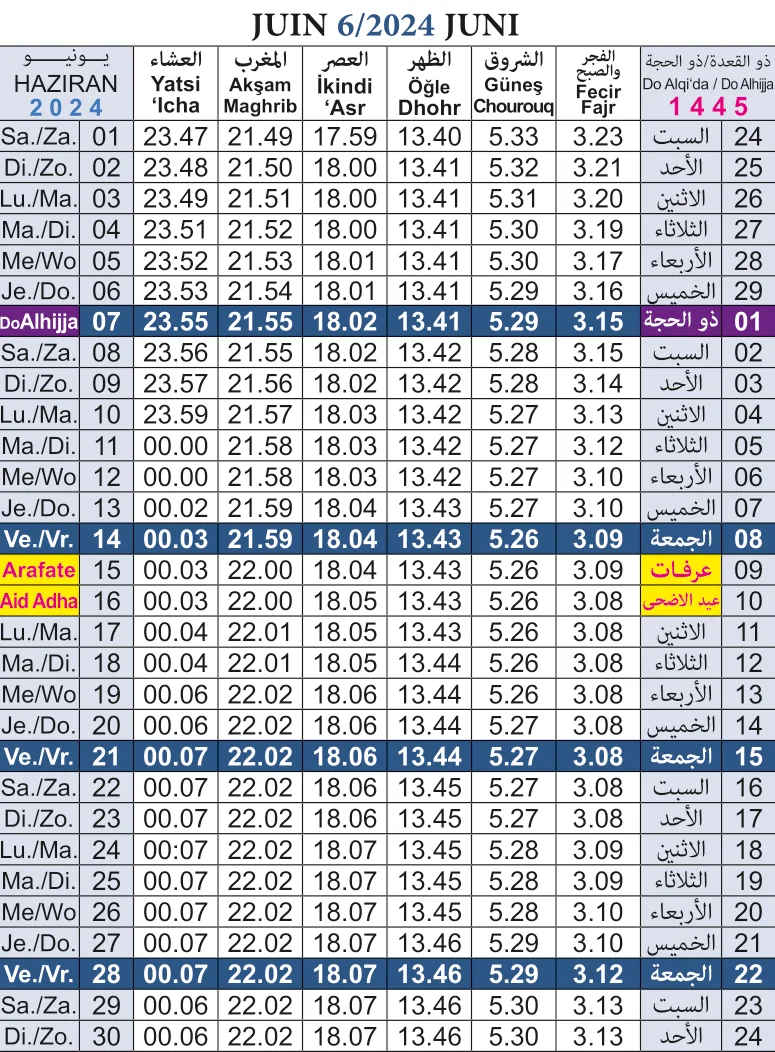 JUIN 6/2024 JUNI
يــونيــو العشاء المغرب العصر الظهر الشروق الفجر والصبح ذو القعدة/ذو الحجة
HAZIRAN Yatsi Akşam İkindi Öğle Güneş Fecir Do Alqi‘da / Do Alhijja
2024 ‘Icha Maghrib ‘Asr Dhohr Chourouq Fajr 1445
Sa./Za. 01 23.47 21.49 17.59 13.40 5.33 3.23 السبت 24
Di./Zo. 02 23.48 21.50 18.00 13.41 5.32 3.21 الأحد 25
Lu./Ma. 03 23.49 21.51 18.00 13.41 5.31 3.20 الاثنين 26
Ma./Di. 04 23.51 21.52 18.00 13.41 5.30 3.19 الثلاثاء 27
Me/Wo 05 23:52 21.53 18.01 13.41 5.30 3.17 الأربعاء 28
Je./Do. 06 23.53 21.54 18.01 13.41 5.29 3.16 الخميس 29
DoAlhijja 07 23.55 21.55 18.02 13.41 5.29 3.15 ذو الحجة 01
Sa./Za. 08 23.56 21.55 18.02 13.42 5.28 3.15 السبت 02
Di./Zo. 09 23.57 21.56 18.02 13.42 5.28 3.14 الأحد 03
Lu./Ma. 10 23.59 21.57 18.03 13.42 5.27 3.13 الاثنين 04
Ma./Di. 11 00.00 21.58 18.03 13.42 5.27 3.12 الثلاثاء 05
Me/Wo 12 00.00 21.58 18.03 13.42 5.27 3.10 الأربعاء 06
Je./Do. 13 00.02 21.59 18.04 13.43 5.27 3.10 الخميس 07
Ve./Vr. 14 00.03 21.59 18.04 13.43 5.26 3.09 الجمعة 08
Arafate 15 00.03 22.00 18.04 13.43 5.26 3.09 عرفـات 09
Aid Adha 16 00.03 22.00 18.05 13.43 5.26 3.08 عيد الاضحى 10
Lu./Ma. 17 00.04 22.01 18.05 13.43 5.26 3.08 الاثنين 11
Ma./Di. 18 00.04 22.01 18.05 13.44 5.26 3.08 الثلاثاء 12
Me/Wo 19 00.06 22.02 18.06 13.44 5.26 3.08 الأربعاء 13
Je./Do. 20 00.06 22.02 18.06 13.44 5.27 3.08 الخميس 14
Ve./Vr. 21 00.07 22.02 18.06 13.44 5.27 3.08 الجمعة 15
Sa./Za. 22 00.07 22.02 18.06 13.45 5.27 3.08 السبت 16
Di./Zo. 23 00.07 22.02 18.06 13.45 5.27 3.08 الأحد 17
Lu./Ma. 24 00:07 22.02 18.07 13.45 5.28 3.09 الاثنين 18
Ma./Di. 25 00.07 22.02 18.07 13.45 5.28 3.09 الثلاثاء 19
Me/Wo 26 00.07 22.02 18.07 13.45 5.28 3.10 الأربعاء 20
Je./Do. 27 00.07 22.02 18.07 13.46 5.29 3.10 الخميس 21
Ve./Vr. 28 00.07 22.02 18.07 13.46 5.29 3.12 الجمعة 22
Sa./Za. 29 00.06 22.02 18.07 13.46 5.30 3.13 السبت 23
Di./Zo. 30 00.06 22.02 18.07 13.46 5.30 3.13 الأحد 24